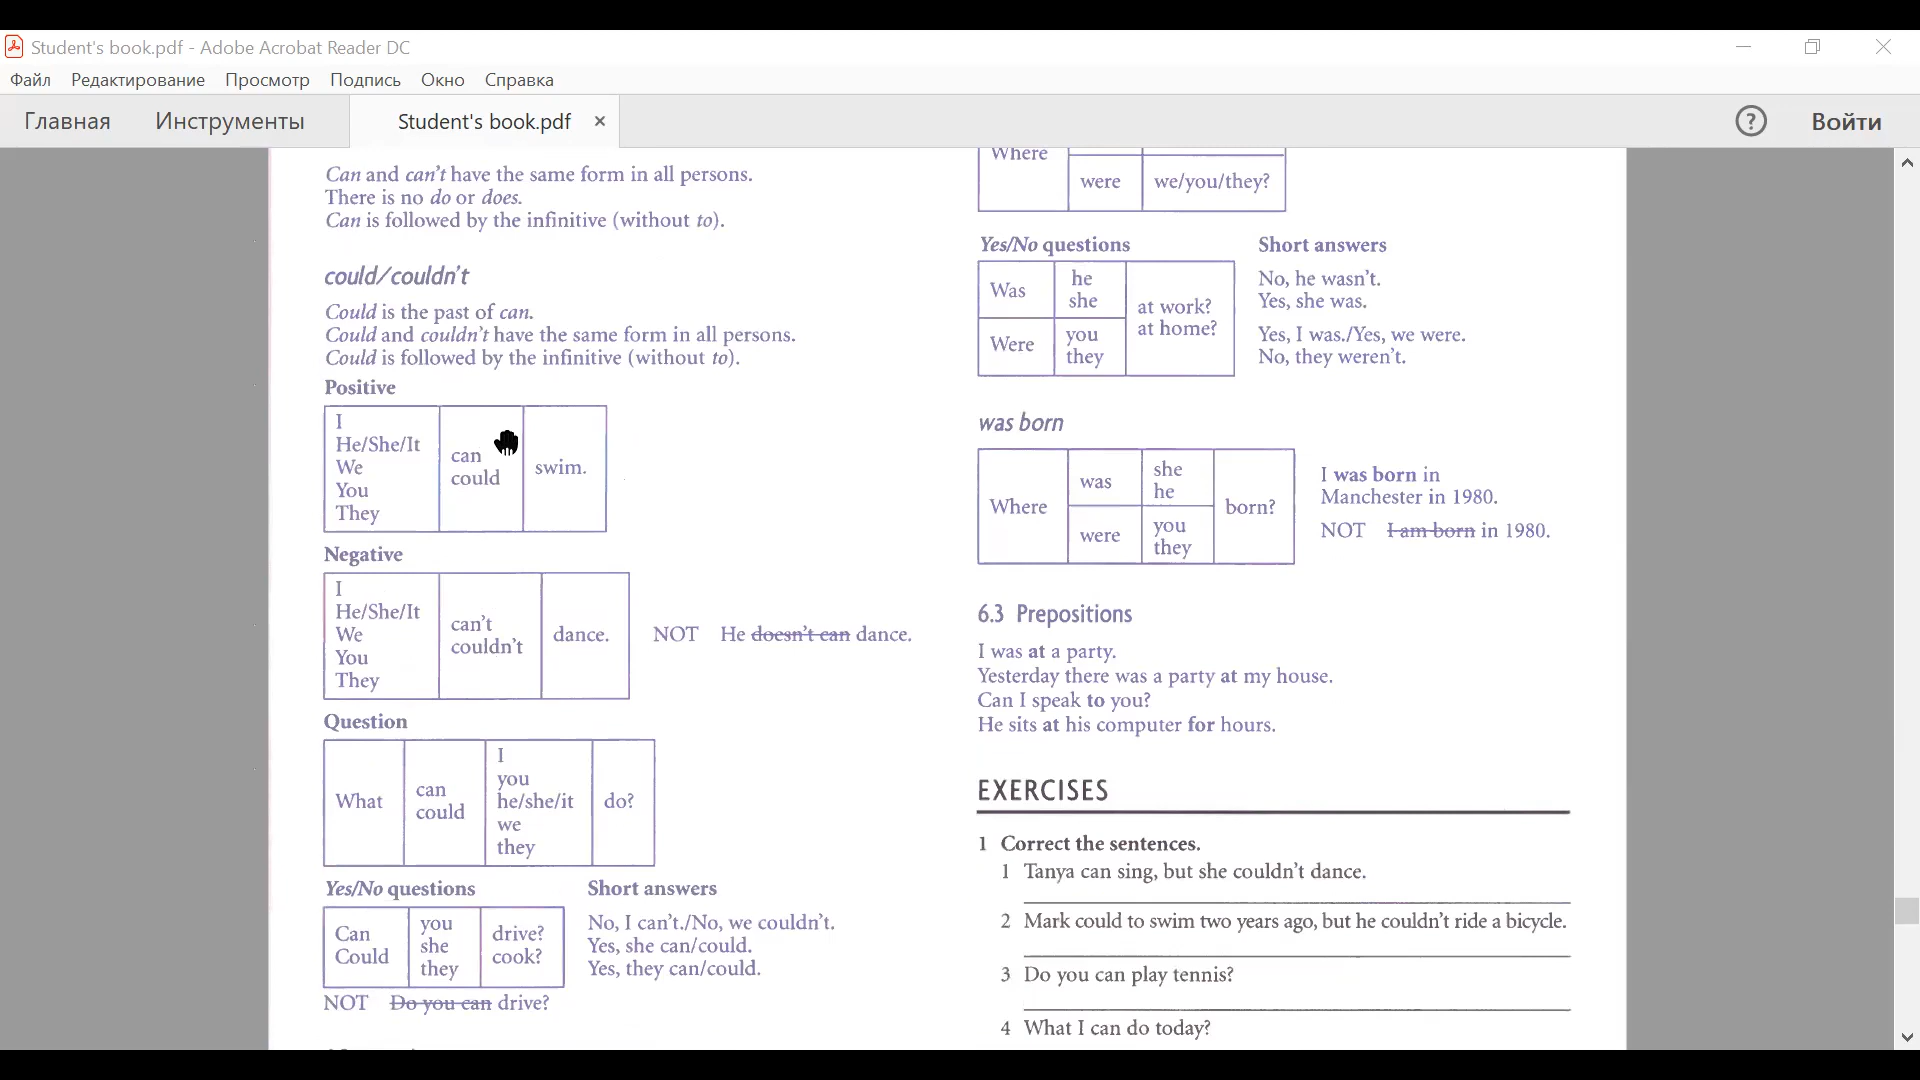 Student's book.pdf - Adobe Acrobat Reader DC
Файл Редактирование Просмотр Подпись Окно Справка
Главная Инструменты Student's book.pdf × ? Войти
Can and can't have the same form in all persons.
There is no do or does.
Can is followed by the infinitive (without to).
could/couldn't
Could is the past of can.
Could and couldn't have the same form in all persons.
Could is followed by the infinitive (without to).
Positive
I
He/She/It
We
You
They
can
could
swim.
Negative
I
He/She/It
We
You
They
can't
couldn't
dance.
NOT He doesn't can dance.
Question
What
can
could
I
you
he/she/it
we
they
do?
Yes/No questions
Can
Could
you
she
they
drive?
cook?
Short answers
No, I can't./No, we couldn't.
Yes, she can/could.
Yes, they can/could.
NOT Do you can drive?
Where
were
we/you/they?
Yes/No questions
Was
he
she
Were
you
they
at work?
at home?
Short answers
No, he wasn't.
Yes, she was.
Yes, I was./Yes, we were.
No, they weren't.
was born
Where
was
she
he
were
you
they
born?
I was born in
Manchester in 1980.
NOT I am born in 1980.
6.3 Prepositions
I was at a party.
Yesterday there was a party at my house.
Can I speak to you?
He sits at his computer for hours.
EXERCISES
1 Correct the sentences.
1 Tanya can sing, but she couldn't dance.
2 Mark could to swim two years ago, but he couldn't ride a bicycle.
3 Do you can play tennis?
4 What I can do today?